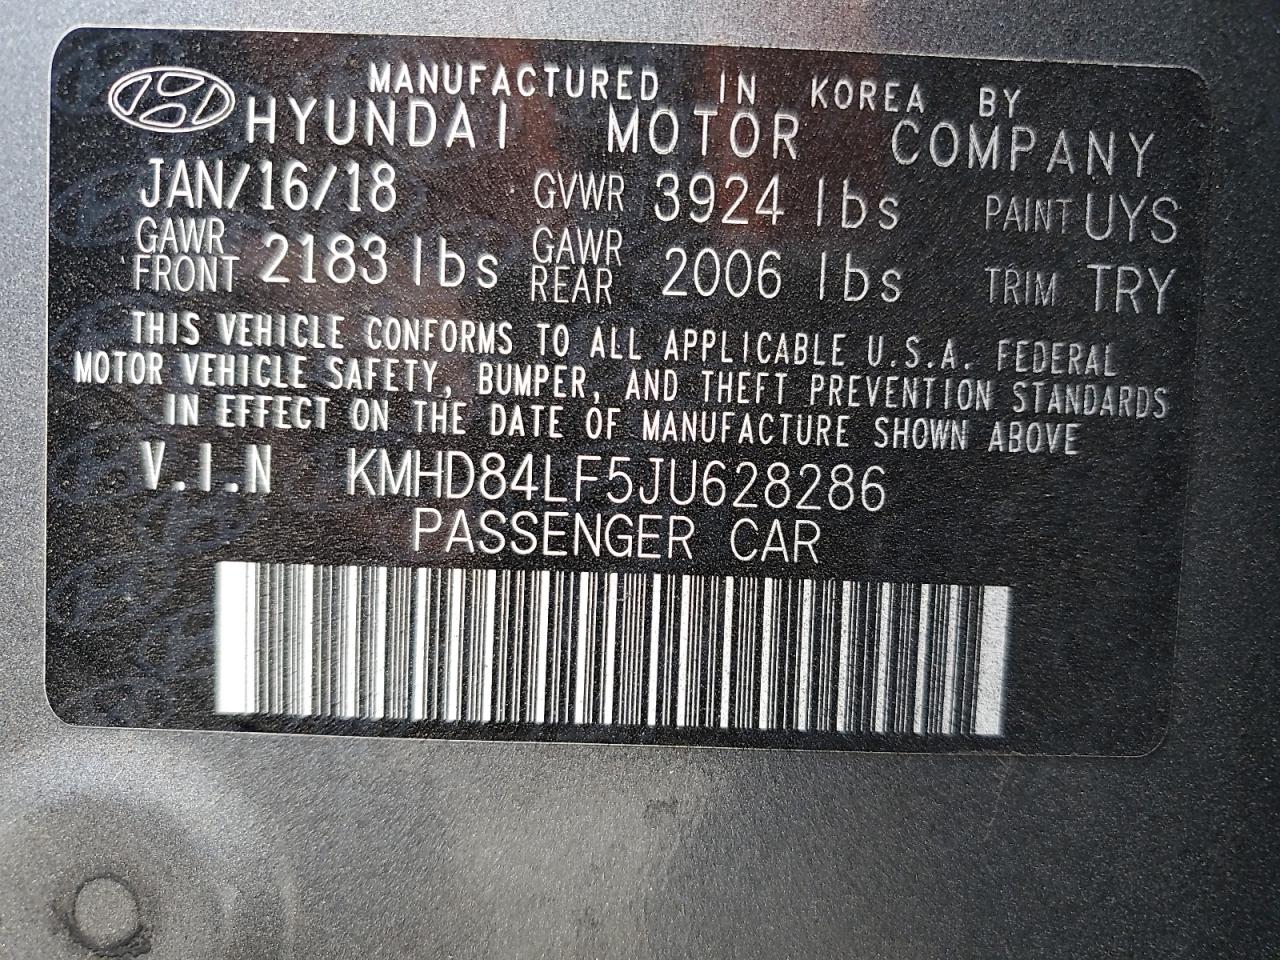 MANUFACTURED IN KOREA BY
HYUNDAI MOTOR COMPANY
JAN/16/18 GVWR 3924 lbs PAINT UYS
GAWR FRONT 2183 lbs GAWR REAR 2006 lbs TRIM TRY
THIS VEHICLE CONFORMS TO ALL APPLICABLE U.S.A. FEDERAL
MOTOR VEHICLE SAFETY, BUMPER, AND THEFT PREVENTION STANDARDS
IN EFFECT ON THE DATE OF MANUFACTURE SHOWN ABOVE
V.I.N KMHD84LF5JU628286
PASSENGER CAR